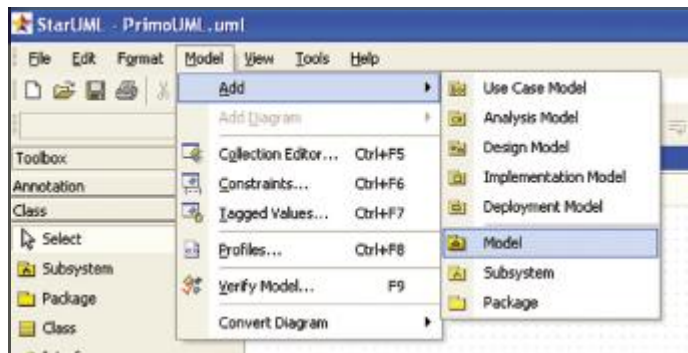 StarUML - PrimoUML.uml
File Edit Format Model View Tools Help
Add
Add Diagram
Collection Editor... Ctrl+F5
Constraints... Ctrl+F6
Tagged Values... Ctrl+F7
Profiles... Ctrl+F8
Verify Model... F9
Convert Diagram
Use Case Model
Analysis Model
Design Model
Implementation Model
Deployment Model
Model
Subsystem
Package
Toolbox
Annotation
Class
Select
Subsystem
Package
Class